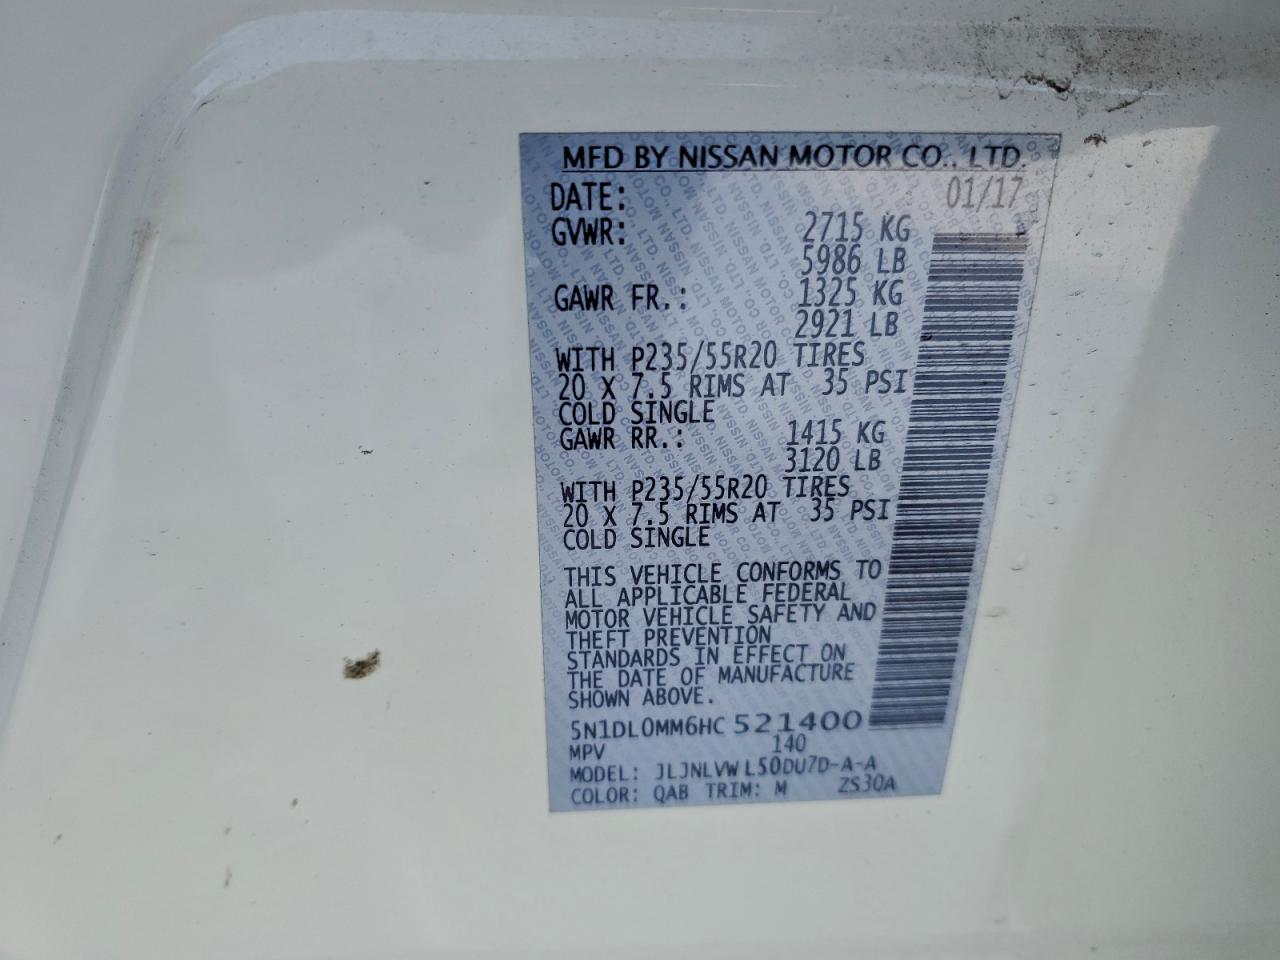 MFD BY NISSAN MOTOR CO., LTD.
DATE: 01/17
GVWR: 2715 KG
5986 LB
GAWR FR.: 1325 KG
2921 LB
WITH P235/55R20 TIRES
20 X 7.5 RIMS AT 35 PSI
COLD SINGLE
GAWR RR.: 1415 KG
3120 LB
WITH P235/55R20 TIRES
20 X 7.5 RIMS AT 35 PSI
COLD SINGLE
THIS VEHICLE CONFORMS TO
ALL APPLICABLE FEDERAL
MOTOR VEHICLE SAFETY AND
THEFT PREVENTION
STANDARDS IN EFFECT ON
THE DATE OF MANUFACTURE
SHOWN ABOVE.
5N1DL0MM6HC 521400
MPV 140
MODEL: JLJNLVW L50DU7D-A-A
COLOR: QAB TRIM: M ZS30A